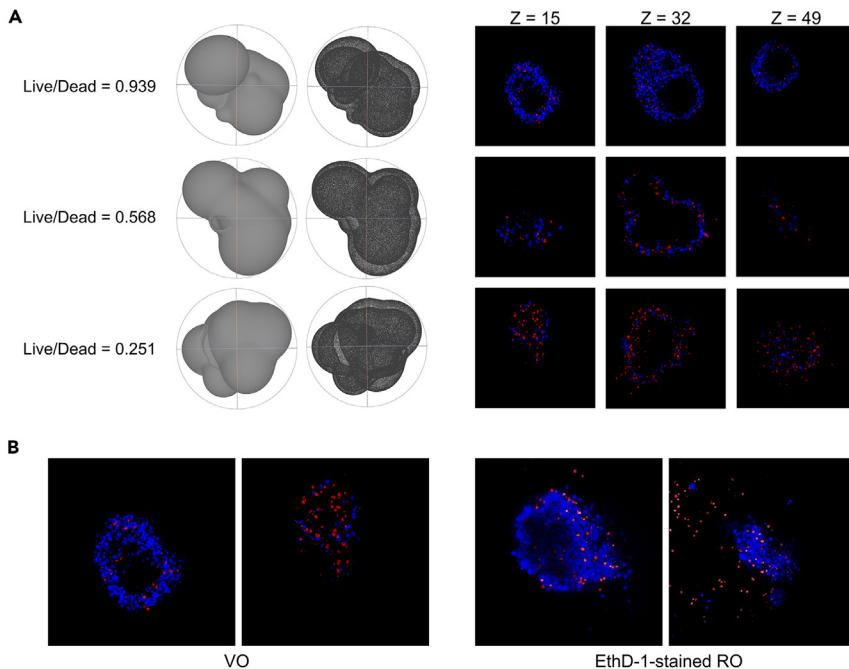 A
Z = 15 Z = 32 Z = 49
Live/Dead = 0.939
Live/Dead = 0.568
Live/Dead = 0.251
B
VO EthD-1-stained RO